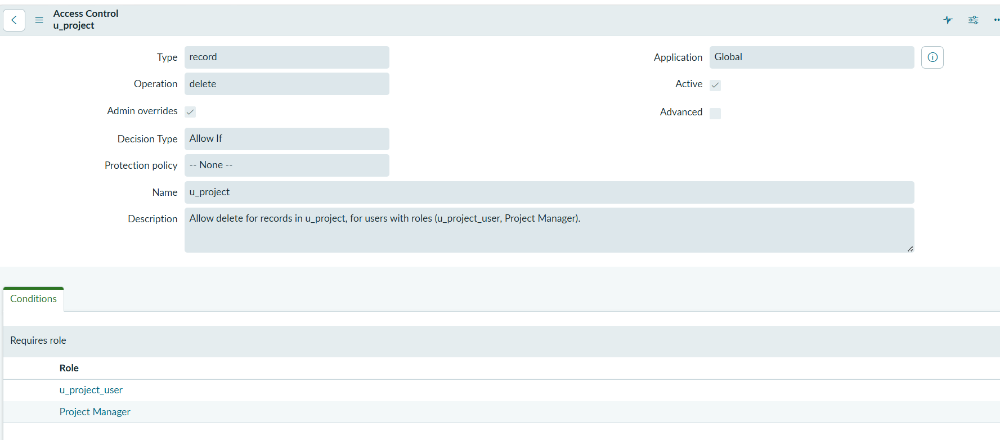 Access Control
u_project
Type record
Application Global
Operation delete
Active
Admin overrides
Advanced
Decision Type Allow If
Protection policy -- None --
Name u_project
Description Allow delete for records in u_project, for users with roles (u_project_user, Project Manager).
Conditions
Requires role
Role
u_project_user
Project Manager